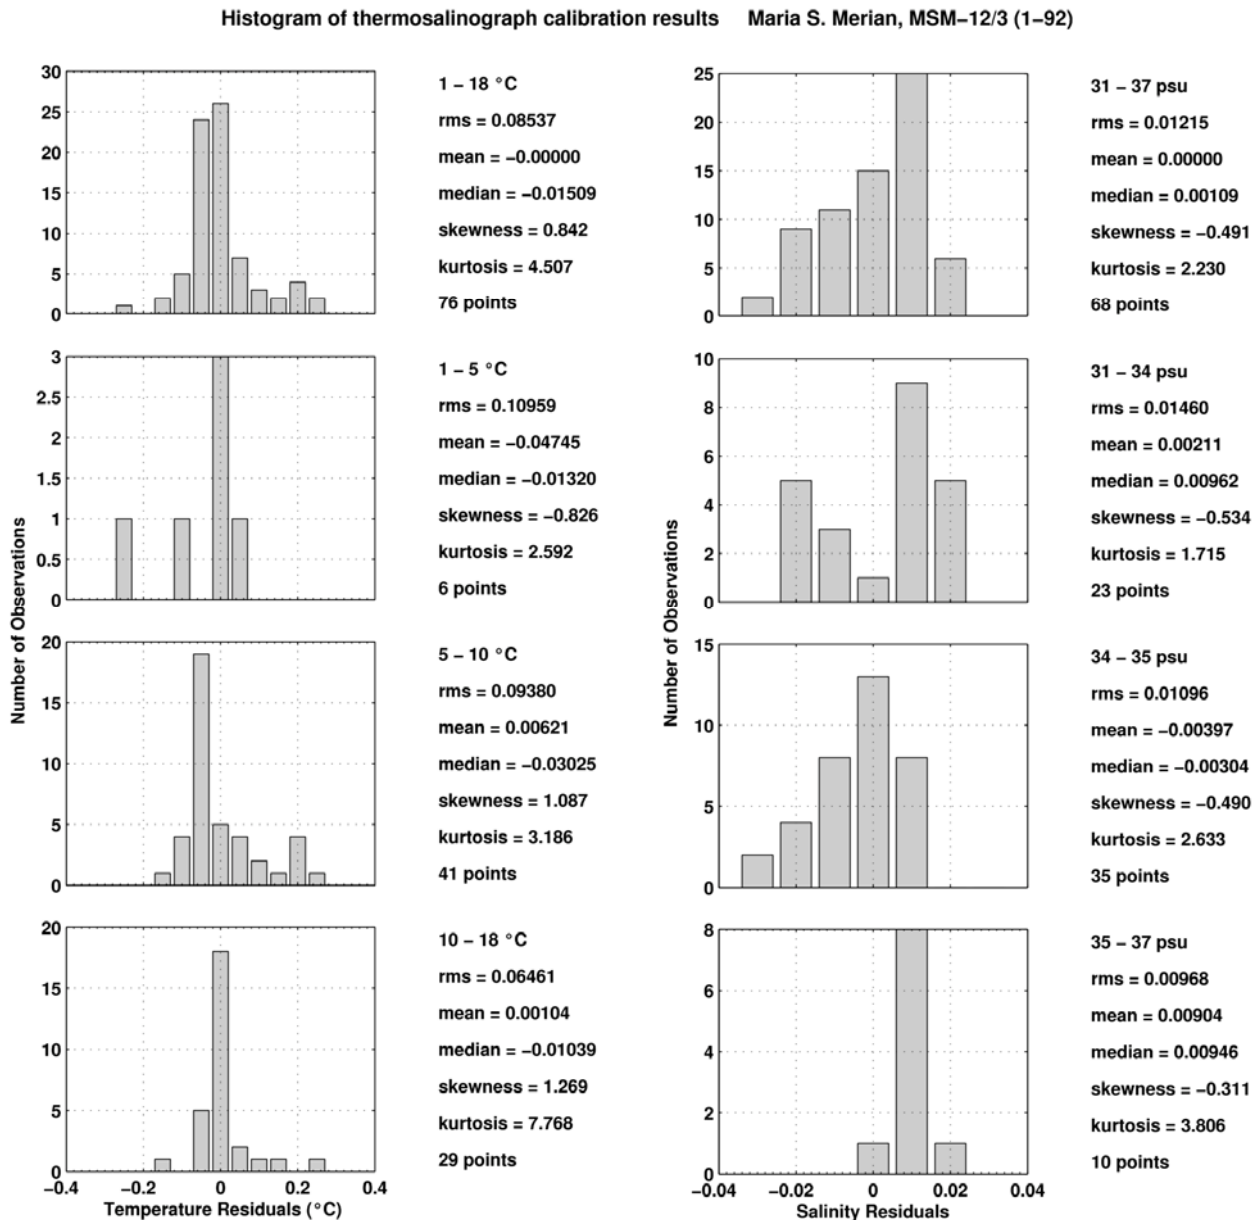 Histogram of thermosalinograph calibration results Maria S. Merian, MSM−12/3 (1−92)
30
25
20
15
10
5
0
1 − 18 °C
rms = 0.08537
mean = −0.00000
median = −0.01509
skewness = 0.842
kurtosis = 4.507
76 points
25
20
15
10
5
0
31 − 37 psu
rms = 0.01215
mean = 0.00000
median = 0.00109
skewness = −0.491
kurtosis = 2.230
68 points
3
2.5
2
1.5
1
0.5
0
1 − 5 °C
rms = 0.10959
mean = −0.04745
median = −0.01320
skewness = −0.826
kurtosis = 2.592
6 points
10
8
6
4
2
0
31 − 34 psu
rms = 0.01460
mean = 0.00211
median = 0.00962
skewness = −0.534
kurtosis = 1.715
23 points
Number of Observations
Number of Observations
20
15
10
5
0
5 − 10 °C
rms = 0.09380
mean = 0.00621
median = −0.03025
skewness = 1.087
kurtosis = 3.186
41 points
15
10
5
0
34 − 35 psu
rms = 0.01096
mean = −0.00397
median = −0.00304
skewness = −0.490
kurtosis = 2.633
35 points
20
15
10
5
0
10 − 18 °C
rms = 0.06461
mean = 0.00104
median = −0.01039
skewness = 1.269
kurtosis = 7.768
29 points
8
6
4
2
0
35 − 37 psu
rms = 0.00968
mean = 0.00904
median = 0.00946
skewness = −0.311
kurtosis = 3.806
10 points
−0.4 −0.2 0 0.2 0.4
Temperature Residuals (°C)
−0.04 −0.02 0 0.02 0.04
Salinity Residuals